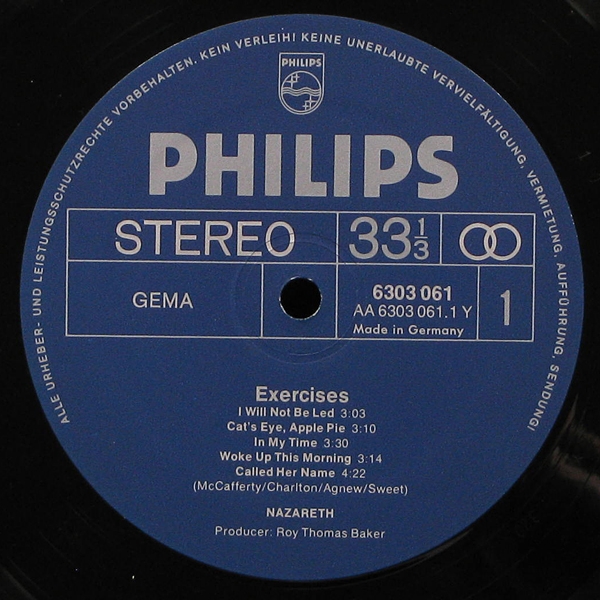 ALLE URHEBER- UND LEISTUNGSSCHUTZRECHTE VORBEHALTEN. KEIN VERLEIH! KEINE UNERLAUBTE VERVIELFÄLTIGUNG, VERMIETUNG, AUFFÜHRUNG, SENDUNG!
PHILIPS
PHILIPS
STEREO 33 1/3
GEMA
6303 061
AA 6303 061.1 Y
Made in Germany
1
Exercises
I Will Not Be Led 3:03
Cat's Eye, Apple Pie 3:10
In My Time 3:30
Woke Up This Morning 3:14
Called Her Name 4:22
(McCafferty/Charlton/Agnew/Sweet)
NAZARETH
Producer: Roy Thomas Baker